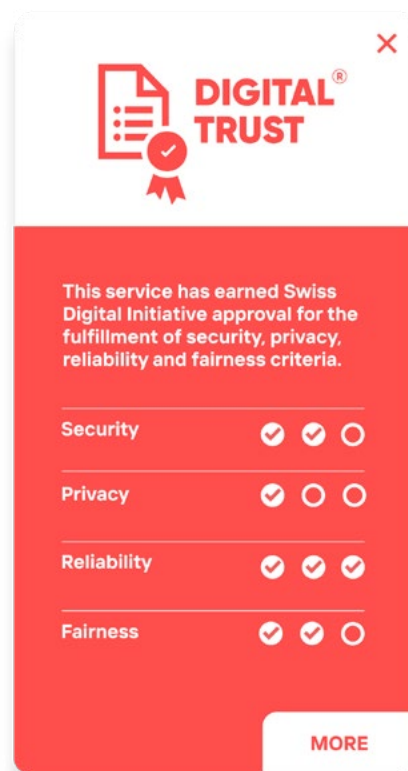 DIGITAL®
TRUST
This service has earned Swiss
Digital Initiative approval for the
fulfillment of security, privacy,
reliability and fairness criteria.
Security
Privacy
Reliability
Fairness
MORE